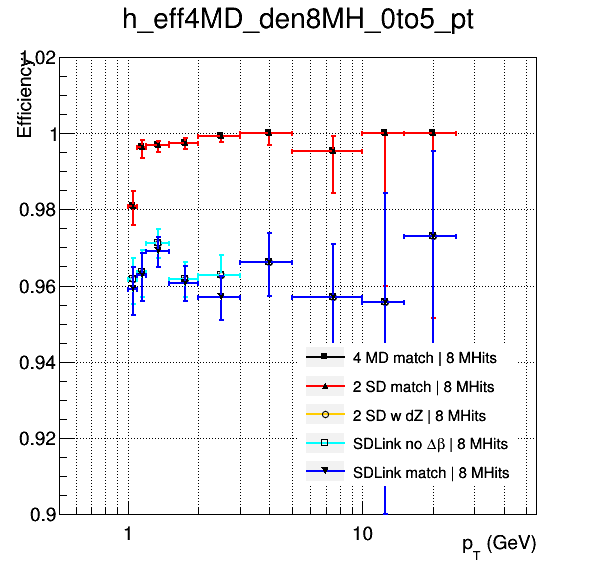 h_eff4MD_den8MH_0to5_pt
Efficiency
1.02
1
0.98
0.96
0.94
0.92
0.9
4 MD match | 8 MHits
2 SD match | 8 MHits
2 SD w dZ | 8 MHits
SDLink no Δβ | 8 MHits
SDLink match | 8 MHits
1
10
p_T (GeV)